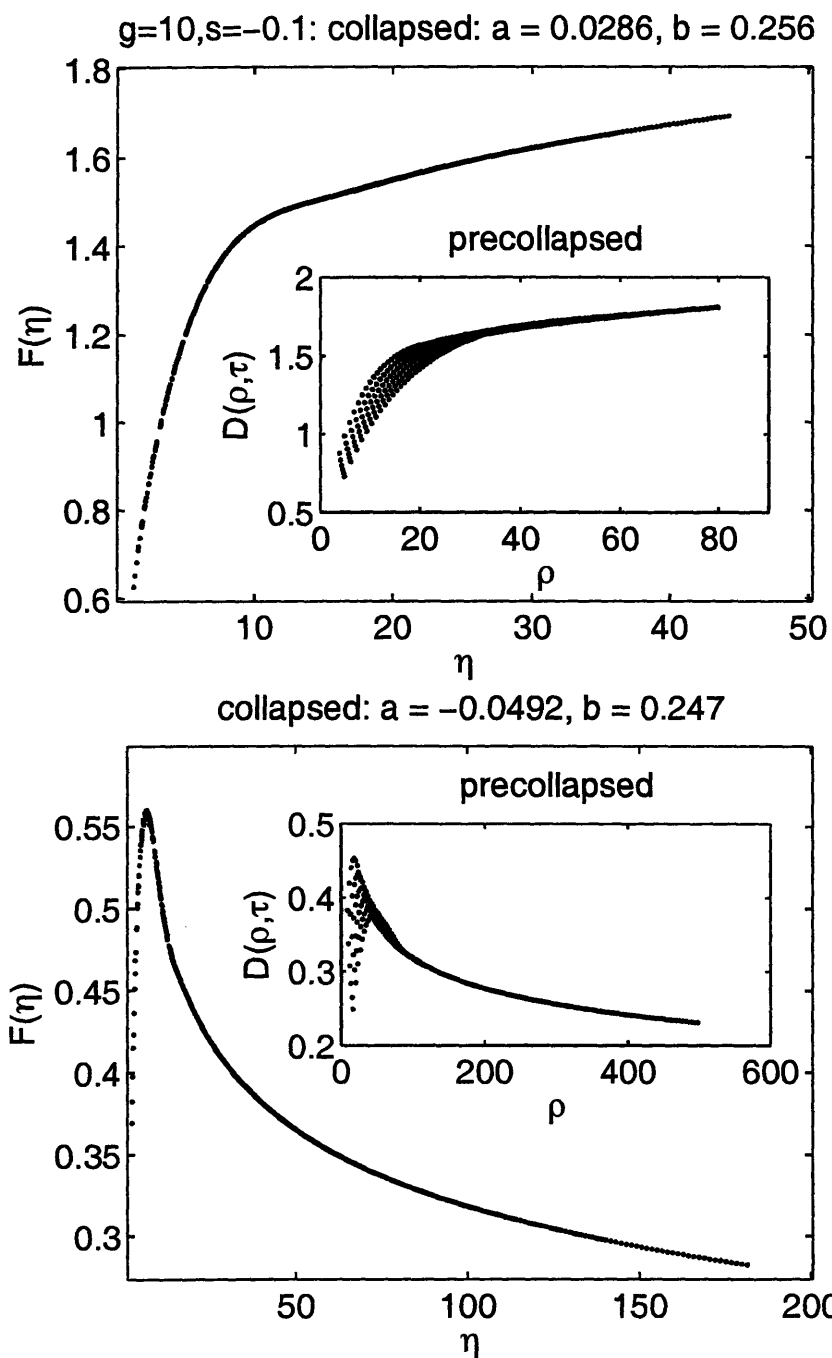 g=10,s=−0.1: collapsed: a = 0.0286, b = 0.256
1.8
1.6
1.4
1.2
1
0.8
0.6
F(η)
precollapsed
2
1.5
1
0.5
D(ρ,τ)
0 20 40 60 80
ρ
10 20 30 40 50
η
collapsed: a = −0.0492, b = 0.247
0.55
0.5
0.45
0.4
0.35
0.3
F(η)
precollapsed
0.5
0.4
0.3
0.2
D(ρ,τ)
0 200 400 600
ρ
50 100 150 200
η